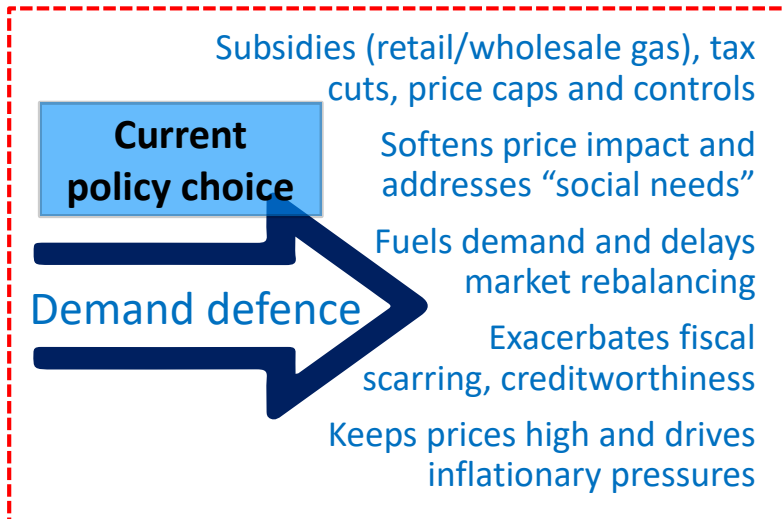 Subsidies (retail/wholesale gas), tax
cuts, price caps and controls
Current
policy choice
Softens price impact and
addresses “social needs”
Fuels demand and delays
market rebalancing
Demand defence
Exacerbates fiscal
scarring, creditworthiness
Keeps prices high and drives
inflationary pressures